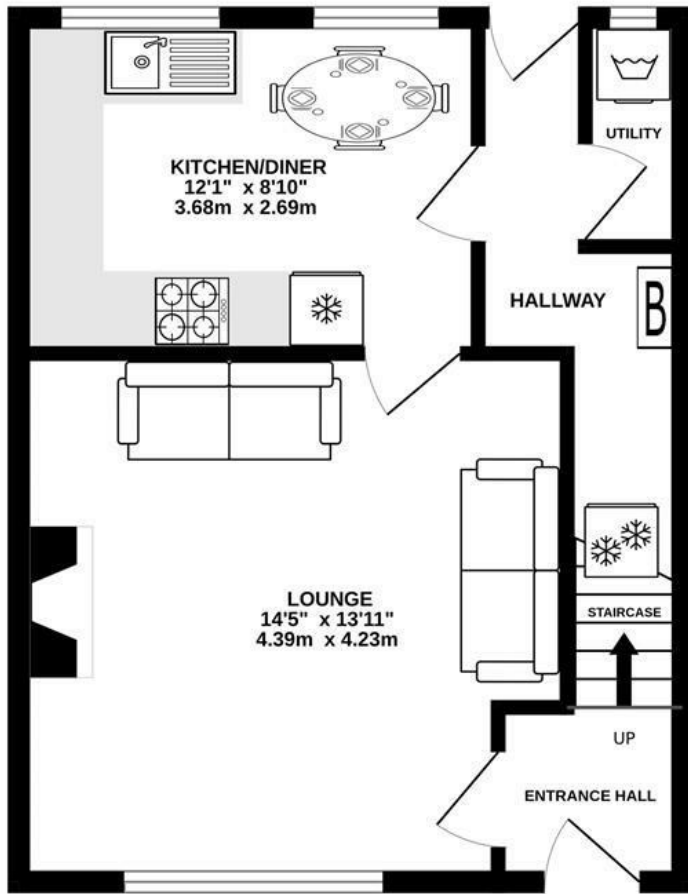 UTILITY
KITCHEN/DINER
12'1" x 8'10"
3.68m x 2.69m
HALLWAY
B
LOUNGE
14'5" x 13'11"
4.39m x 4.23m
STAIRCASE
UP
ENTRANCE HALL